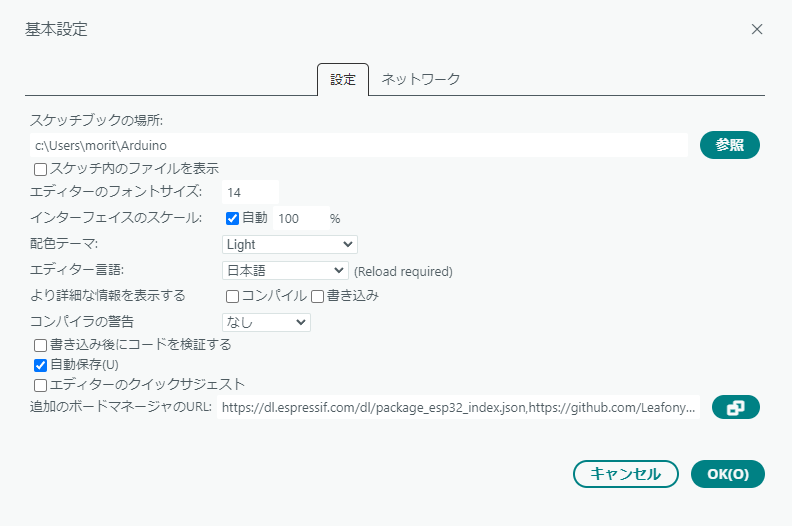 基本設定
設定 ネットワーク
スケッチブックの場所:
c:\Users\morit\Arduino 参照
スケッチ内のファイルを表示
エディターのフォントサイズ: 14
インターフェイスのスケール: 自動 100 %
配色テーマ: Light
エディター言語: 日本語 (Reload required)
より詳細な情報を表示する コンパイル 書き込み
コンパイラの警告 なし
書き込み後にコードを検証する
自動保存(U)
エディターのクイックサジェスト
追加のボードマネージャのURL: https://dl.espressif.com/dl/package_esp32_index.json,https://github.com/Leafony...
キャンセル OK(O)